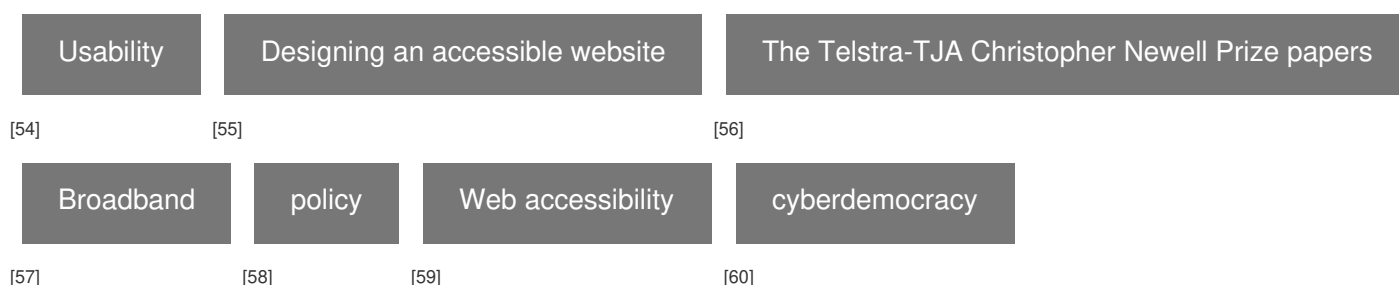 Usability Designing an accessible website The Telstra-TJA Christopher Newell Prize papers
[54] [55] [56]
Broadband policy Web accessibility cyberdemocracy
[57] [58] [59] [60]